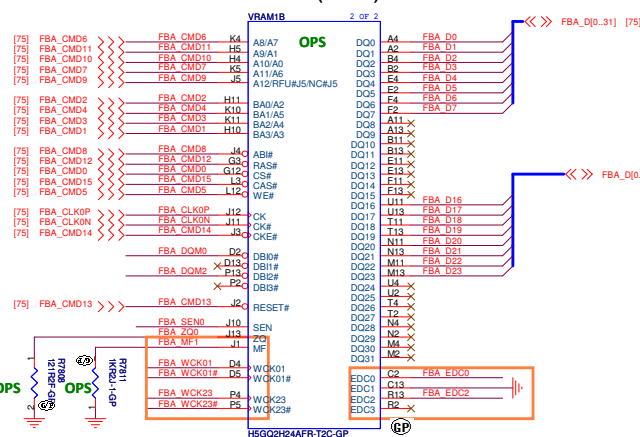 VRAM1B
2 OF 2
OPS
[75] FBA_CMD6 FBA_CMD6 K4 A8/A7
[75] FBA_CMD11 FBA_CMD11 H5 A9/A1
[75] FBA_CMD10 FBA_CMD10 H4 A10/A0
[75] FBA_CMD7 FBA_CMD7 K5 A11/A6
[75] FBA_CMD9 FBA_CMD9 J5 A12/RFU#J5/NC#J5
[75] FBA_CMD2 FBA_CMD2 H11 BA0/A2
[75] FBA_CMD4 FBA_CMD4 K10 BA1/A5
[75] FBA_CMD3 FBA_CMD3 K11 BA2/A4
[75] FBA_CMD1 FBA_CMD1 H10 BA3/A3
[75] FBA_CMD8 FBA_CMD8 J4 ABI#
[75] FBA_CMD12 FBA_CMD12 G3 RAS#
[75] FBA_CMD0 FBA_CMD0 G12 CS#
[75] FBA_CMD15 FBA_CMD15 L3 CAS#
[75] FBA_CMD5 FBA_CMD5 L12 WE#
[75] FBA_CLK0P FBA_CLK0P J12 CK
[75] FBA_CLK0N FBA_CLK0N J11 CK#
[75] FBA_CMD14 FBA_CMD14 J3 CKE#
FBA_DQM0 D2 DBI0#
D13 DBI1#
FBA_DQM2 P13 DBI2#
P2 DBI3#
[75] FBA_CMD13 FBA_CMD13 J2 RESET#
FBA_SEN0 J10 SEN
FBA_ZQ0 J13 ZQ
FBA_MF1 J1 MF
FBA_WCK01 D4 WCK01
FBA_WCK01# D5 WCK01#
FBA_WCK23 P4 WCK23
FBA_WCK23# P5 WCK23#
DQ0 A4 FBA_D0
DQ1 A2 FBA_D1
DQ2 B4 FBA_D2
DQ3 B2 FBA_D3
DQ4 E4 FBA_D4
DQ5 E2 FBA_D5
DQ6 F4 FBA_D6
DQ7 F2 FBA_D7
DQ8 A11
DQ9 A13
DQ10 B11
DQ11 B13
DQ12 E11
DQ13 E13
DQ14 F11
DQ15 F13
DQ16 U11 FBA_D16
DQ17 U13 FBA_D17
DQ18 T11 FBA_D18
DQ19 T13 FBA_D19
DQ20 N11 FBA_D20
DQ21 N13 FBA_D21
DQ22 M11 FBA_D22
DQ23 M13 FBA_D23
DQ24 U4
DQ25 U2
DQ26 T4
DQ27 T2
DQ28 N4
DQ29 N2
DQ30 M4
DQ31 M2
EDC0 C2 FBA_EDC0
EDC1 C13
EDC2 R13 FBA_EDC2
EDC3 R2
FBA_D[0..31] [75]
FBA_D[0.
OPS
1
2
R7808
121R2F-GP
OPS
2
1
R7811
1KR2J-1-GP
GP
H5GQ2H24AFR-T2C-GP
GP